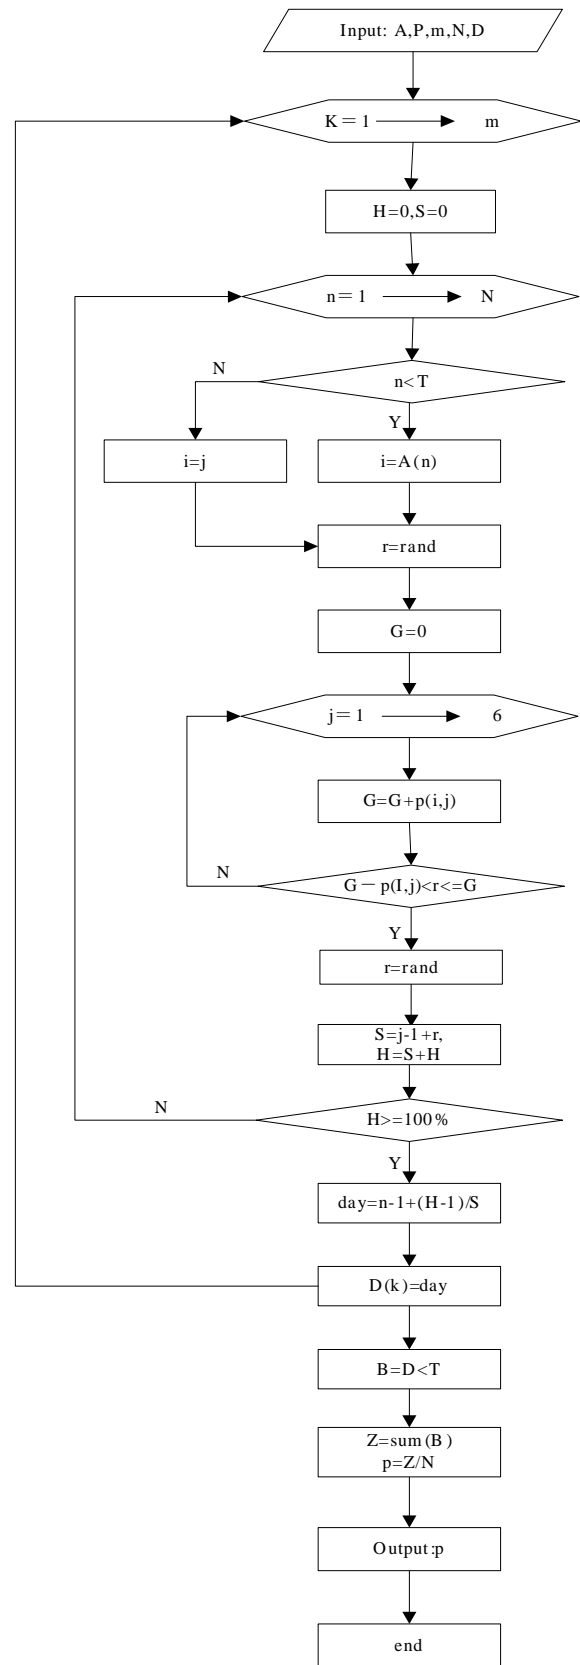 Input: A,P,m,N,D
K=1 m
H=0,S=0
n=1 N
n<T
N
Y
i=j
i=A(n)
r=rand
G=0
j=1 6
G=G+p(i,j)
G-p(I,j)<r<=G
N
Y
r=rand
S=j-1+r,
H=S+H
H>=100%
N
Y
day=n-1+(H-1)/S
D(k)=day
B=D<T
Z=sum(B)
p=Z/N
Output:p
end